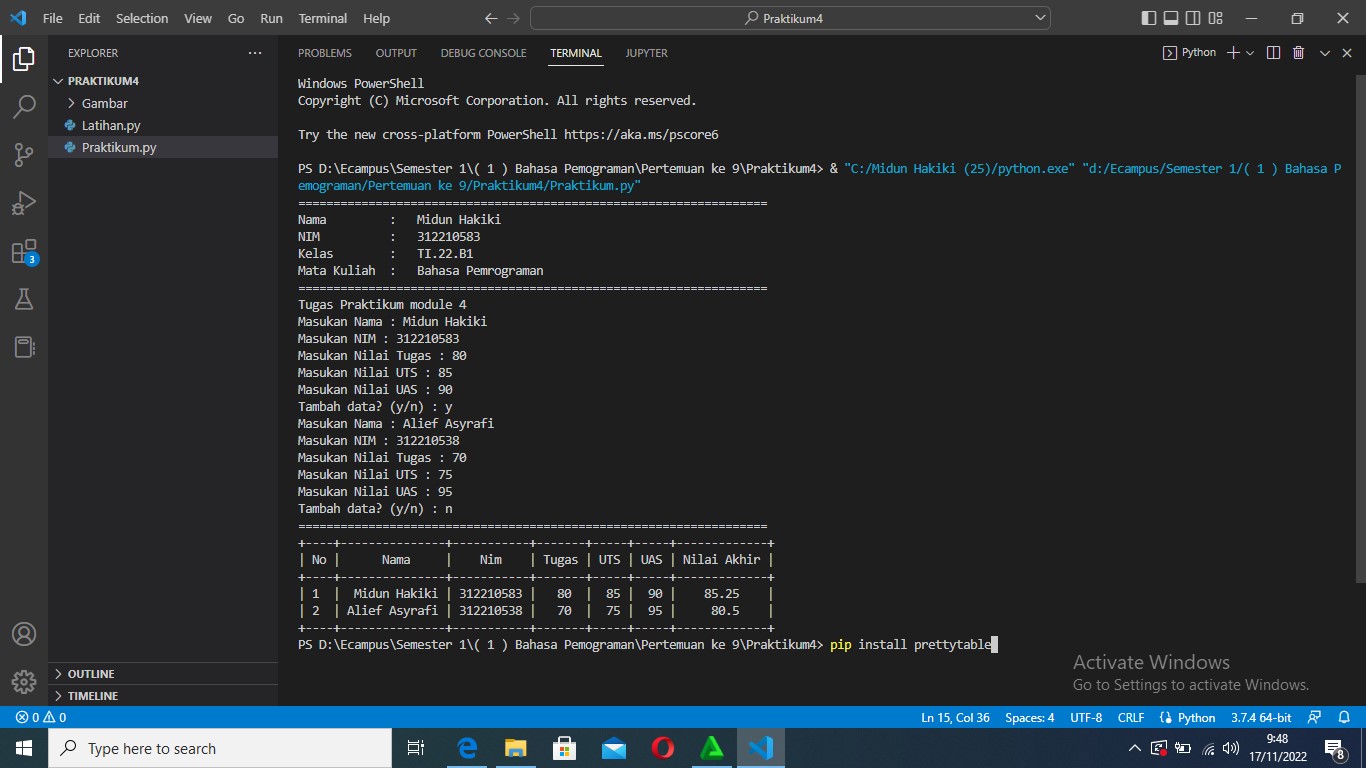 File Edit Selection View Go Run Terminal Help
Praktikum4
EXPLORER
PRAKTIKUM4
Gambar
Latihan.py
Praktikum.py
OUTLINE
TIMELINE
3
PROBLEMS OUTPUT DEBUG CONSOLE TERMINAL JUPYTER
Python
Windows PowerShell
Copyright (C) Microsoft Corporation. All rights reserved.
Try the new cross-platform PowerShell https://aka.ms/pscore6
PS D:\Ecampus\Semester 1\( 1 ) Bahasa Pemograman\Pertemuan ke 9\Praktikum4> & "C:/Midun Hakiki (25)/python.exe" "d:/Ecampus/Semester 1/( 1 ) Bahasa P
emograman/Pertemuan ke 9/Praktikum4/Praktikum.py"
===================================================================
Nama         :   Midun Hakiki
NIM          :   312210583
Kelas        :   TI.22.B1
Mata Kuliah  :   Bahasa Pemrograman
===================================================================
Tugas Praktikum module 4
Masukan Nama : Midun Hakiki
Masukan NIM : 312210583
Masukan Nilai Tugas : 80
Masukan Nilai UTS : 85
Masukan Nilai UAS : 90
Tambah data? (y/n) : y
Masukan Nama : Alief Asyrafi
Masukan NIM : 312210538
Masukan Nilai Tugas : 70
Masukan Nilai UTS : 75
Masukan Nilai UAS : 95
Tambah data? (y/n) : n
===================================================================
+----+---------------+-----------+-------+-----+-----+-------------+
| No |      Nama     |    Nim    | Tugas | UTS | UAS | Nilai Akhir |
+----+---------------+-----------+-------+-----+-----+-------------+
| 1  |  Midun Hakiki | 312210583 |   80  |  85 |  90 |    85.25    |
| 2  | Alief Asyrafi | 312210538 |   70  |  75 |  95 |     80.5    |
+----+---------------+-----------+-------+-----+-----+-------------+
PS D:\Ecampus\Semester 1\( 1 ) Bahasa Pemograman\Pertemuan ke 9\Praktikum4> pip install prettytable
Activate Windows
Go to Settings to activate Windows.
0 0
Ln 15, Col 36 Spaces: 4 UTF-8 CRLF Python 3.7.4 64-bit
Type here to search
9:48
17/11/2022
8